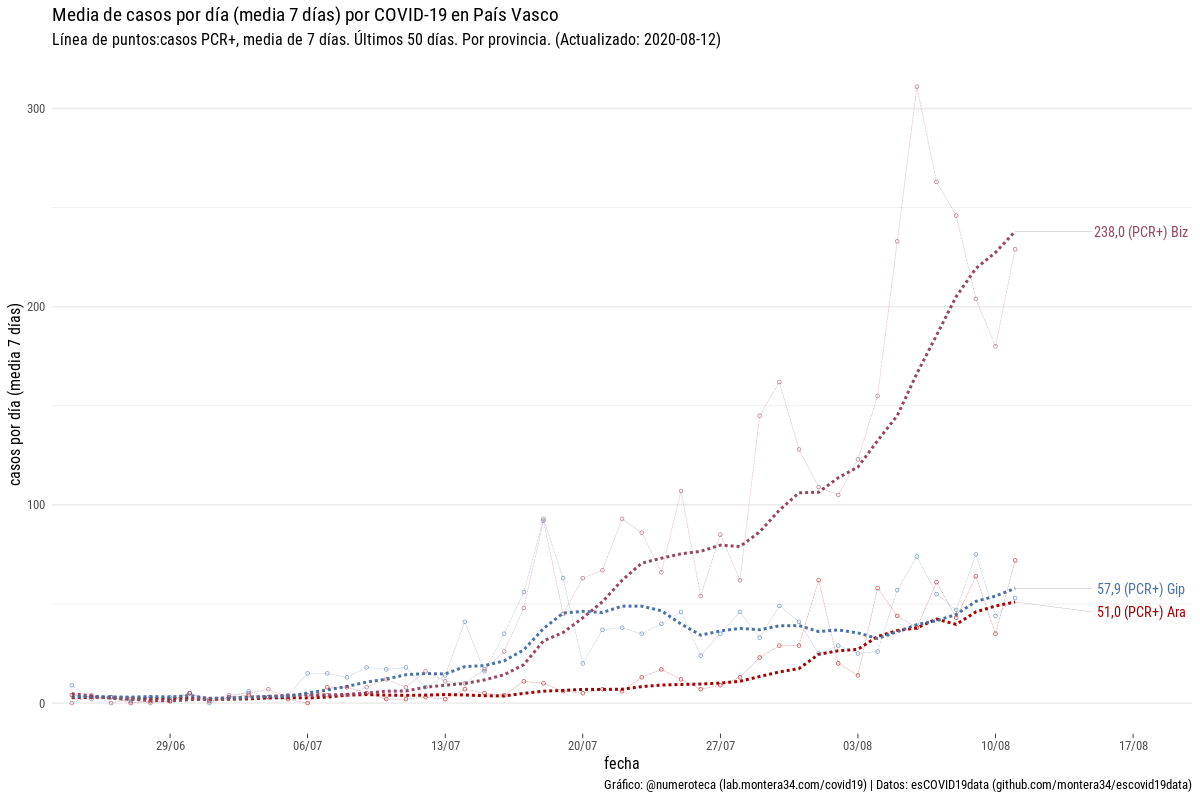 Media de casos por día (media 7 días) por COVID-19 en País Vasco
Línea de puntos:casos PCR+, media de 7 días. Últimos 50 días. Por provincia. (Actualizado: 2020-08-12)
casos por día (media 7 días)
300
200
100
0
238,0 (PCR+) Biz
57,9 (PCR+) Gip
51,0 (PCR+) Ara
29/06
06/07
13/07
20/07
27/07
03/08
10/08
17/08
fecha
Gráfico: @numeroteca (lab.montera34.com/covid19) | Datos: esCOVID19data (github.com/montera34/escovid19data)